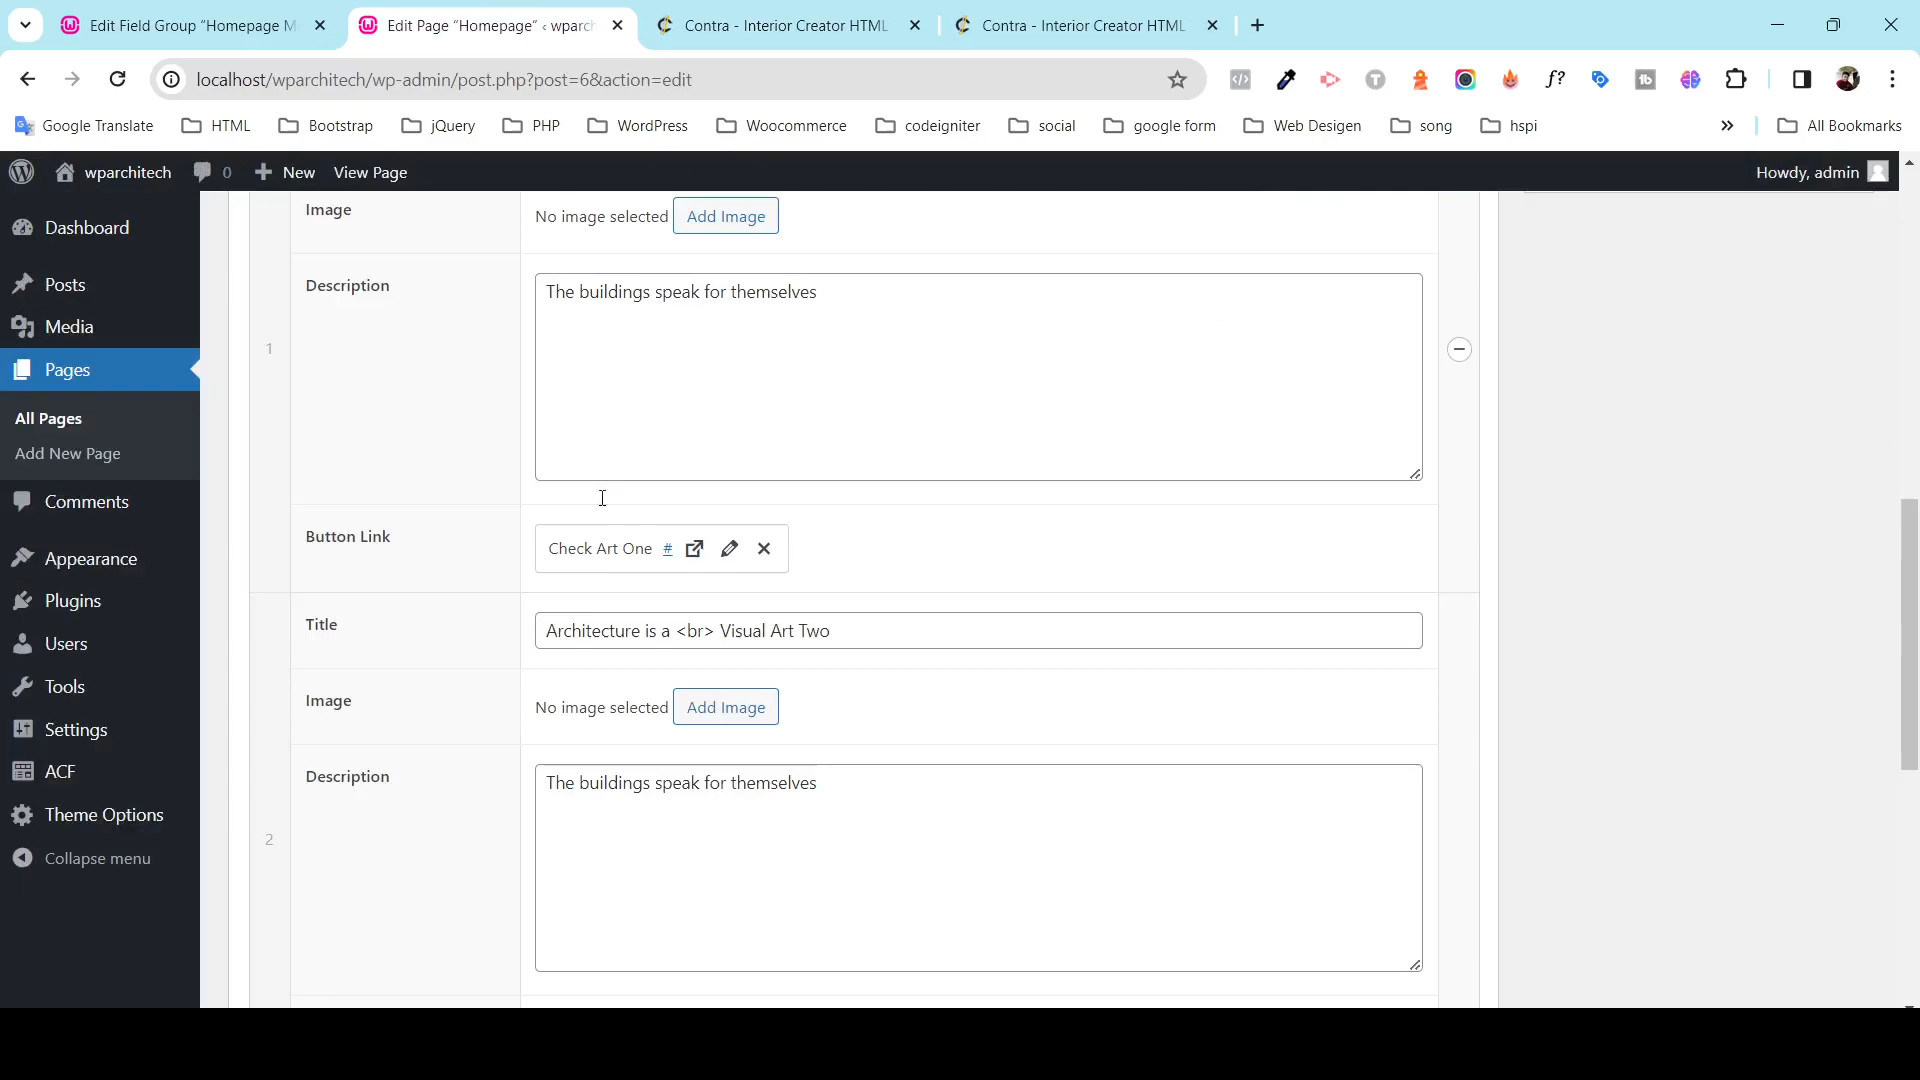 Edit Field Group "Homepage M
Edit Page "Homepage" ‹ wparch
Contra - Interior Creator HTML
Contra - Interior Creator HTML
localhost/wparchitech/wp-admin/post.php?post=6&action=edit
Google Translate
HTML
Bootstrap
jQuery
PHP
WordPress
Woocommerce
codeigniter
social
google form
Web Desigen
song
hspi
»
All Bookmarks
wparchitech
0
New
View Page
Howdy, admin
Dashboard
Posts
Media
Pages
All Pages
Add New Page
Comments
Appearance
Plugins
Users
Tools
Settings
ACF
Theme Options
Collapse menu
Image
No image selected
Add Image
Description
The buildings speak for themselves
1
Button Link
Check Art One #
Title
Architecture is a <br> Visual Art Two
Image
No image selected
Add Image
Description
The buildings speak for themselves
2